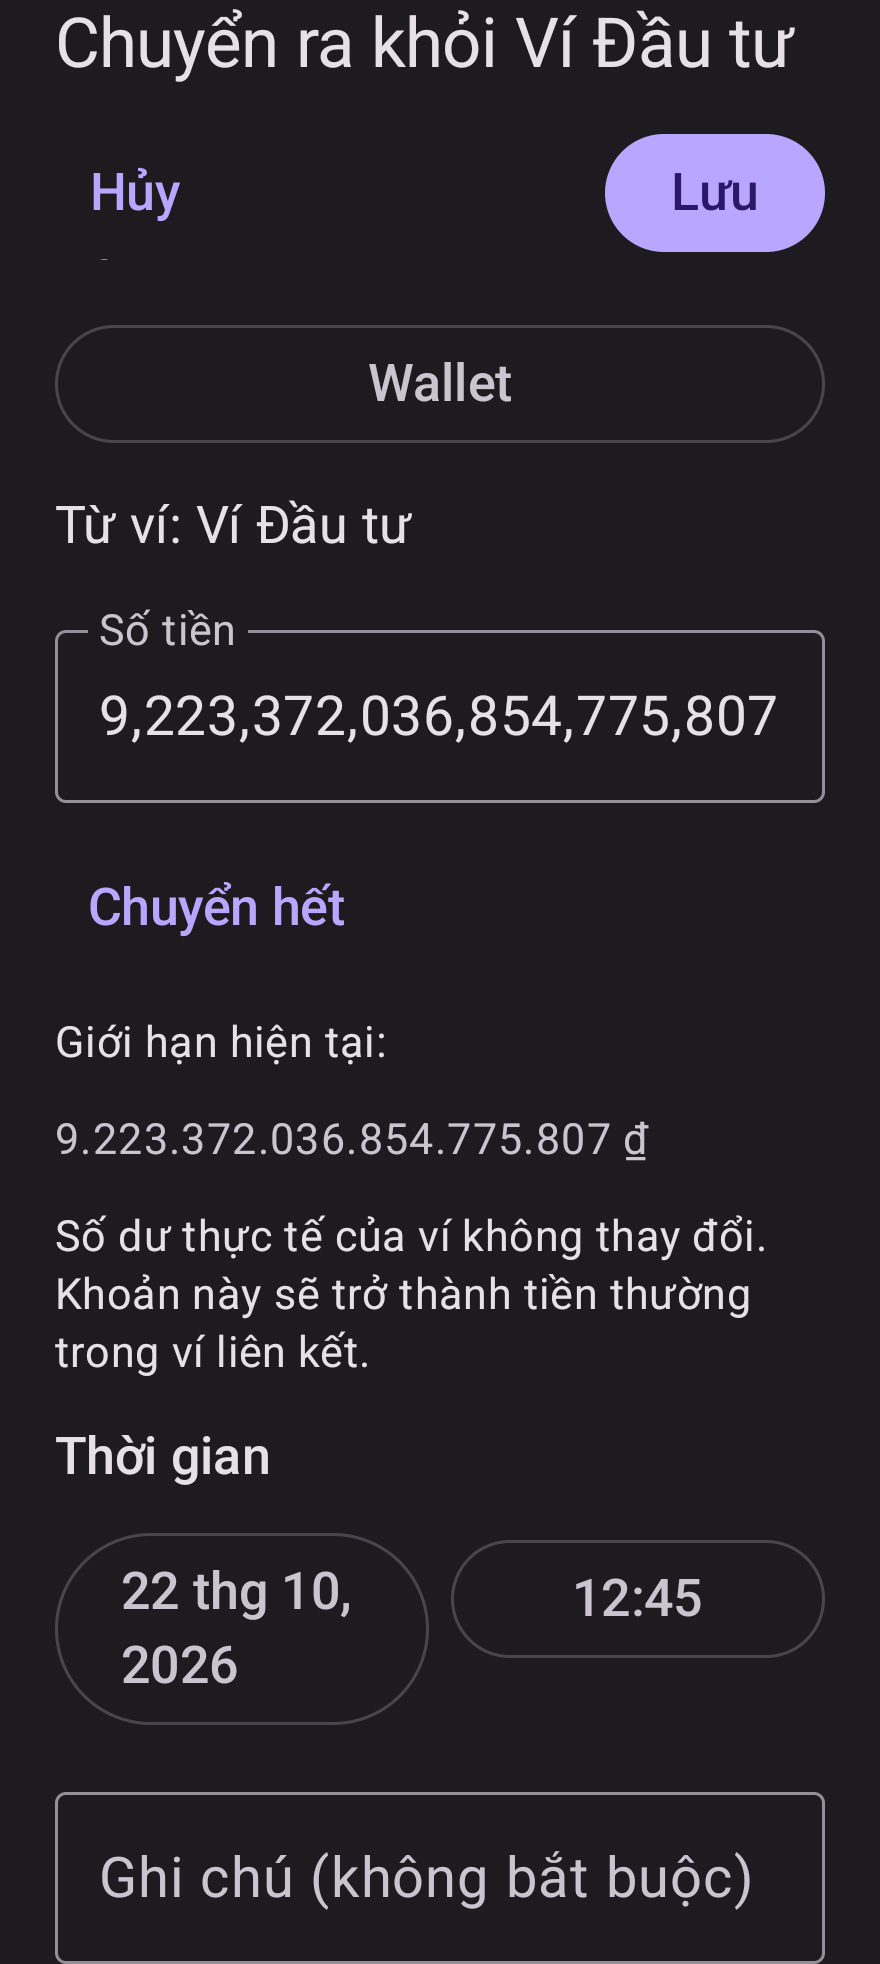 Chuyển ra khỏi Ví Đầu tư
Hủy
Lưu
Wallet
Từ ví: Ví Đầu tư
Số tiền
9,223,372,036,854,775,807
Chuyển hết
Giới hạn hiện tại:
9.223.372.036.854.775.807 ₫
Số dư thực tế của ví không thay đổi.
Khoản này sẽ trở thành tiền thường
trong ví liên kết.
Thời gian
22 thg 10,
2026
12:45
Ghi chú (không bắt buộc)